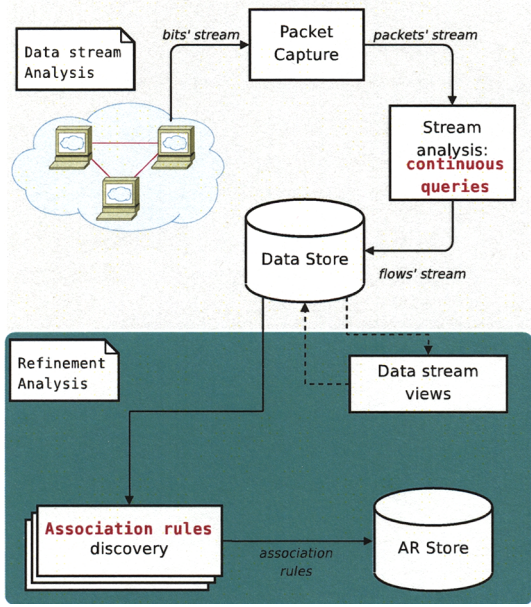 Data stream
Analysis
bits' stream
Packet
Capture
packets' stream
Stream
analysis:
continuous
queries
Data Store
flows' stream
Refinement
Analysis
Data stream
views
Association rules
discovery
association
rules
AR Store